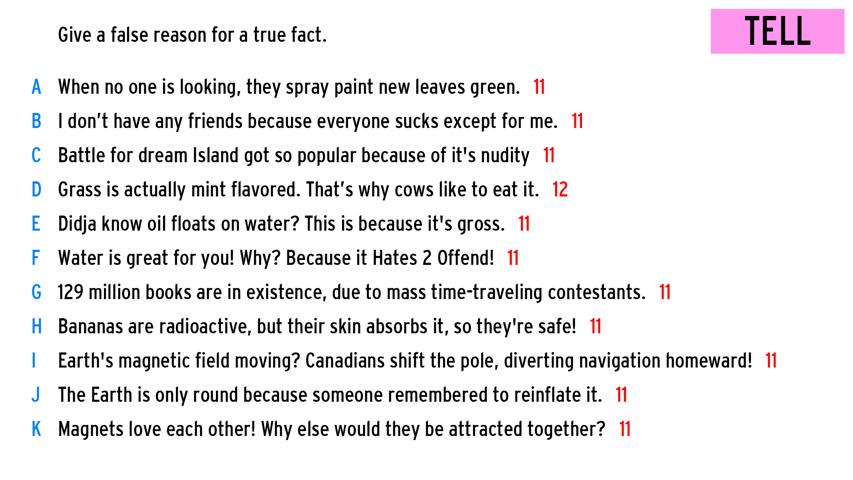 Give a false reason for a true fact.
TELL
A When no one is looking, they spray paint new leaves green. 11
B I don't have any friends because everyone sucks except for me. 11
C Battle for dream Island got so popular because of it's nudity 11
D Grass is actually mint flavored. That's why cows like to eat it. 12
E Didja know oil floats on water? This is because it's gross. 11
F Water is great for you! Why? Because it Hates 2 Offend! 11
G 129 million books are in existence, due to mass time-traveling contestants. 11
H Bananas are radioactive, but their skin absorbs it, so they're safe! 11
I Earth's magnetic field moving? Canadians shift the pole, diverting navigation homeward! 11
J The Earth is only round because someone remembered to reinflate it. 11
K Magnets love each other! Why else would they be attracted together? 11